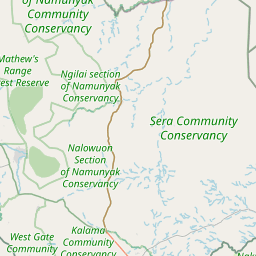 of Namunyak
Community
Conservancy
Mathew's
Range
est Reserve
Ngilai section
of Namunyak
Conservancy
Sera Community
Conservancy
Nalowuon
Section
of Namunyak
Conservancy
West Gate
Community
Kalama
Community
Conservancy